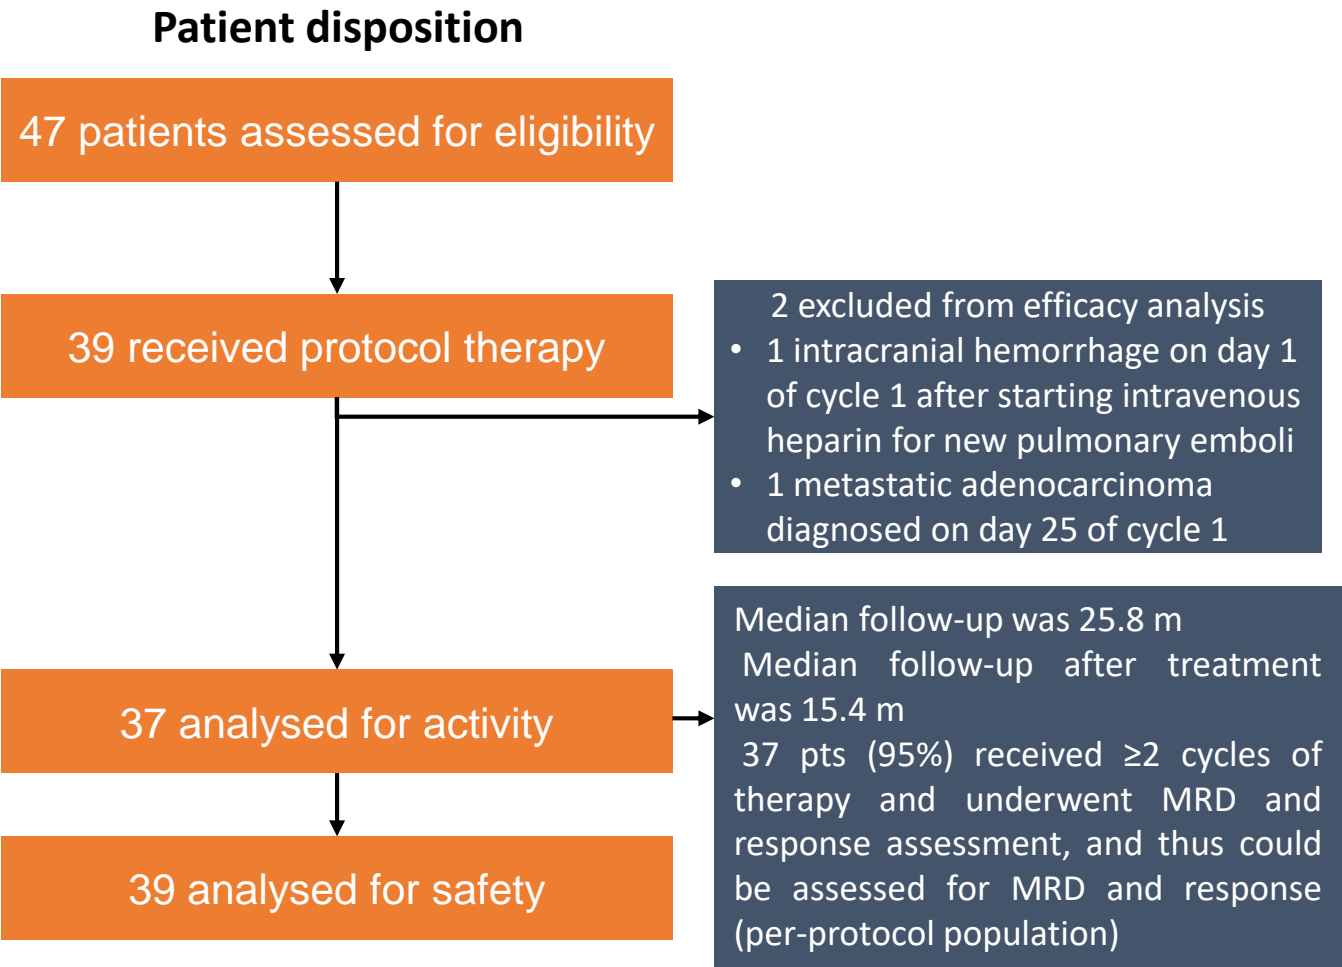 Patient disposition
47 patients assessed for eligibility
39 received protocol therapy
2 excluded from efficacy analysis
• 1 intracranial hemorrhage on day 1
of cycle 1 after starting intravenous
heparin for new pulmonary emboli
• 1 metastatic adenocarcinoma
diagnosed on day 25 of cycle 1
37 analysed for activity
Median follow-up was 25.8 m
Median follow-up after treatment
was 15.4 m
37 pts (95%) received ≥2 cycles of
therapy and underwent MRD and
response assessment, and thus could
be assessed for MRD and response
(per-protocol population)
39 analysed for safety